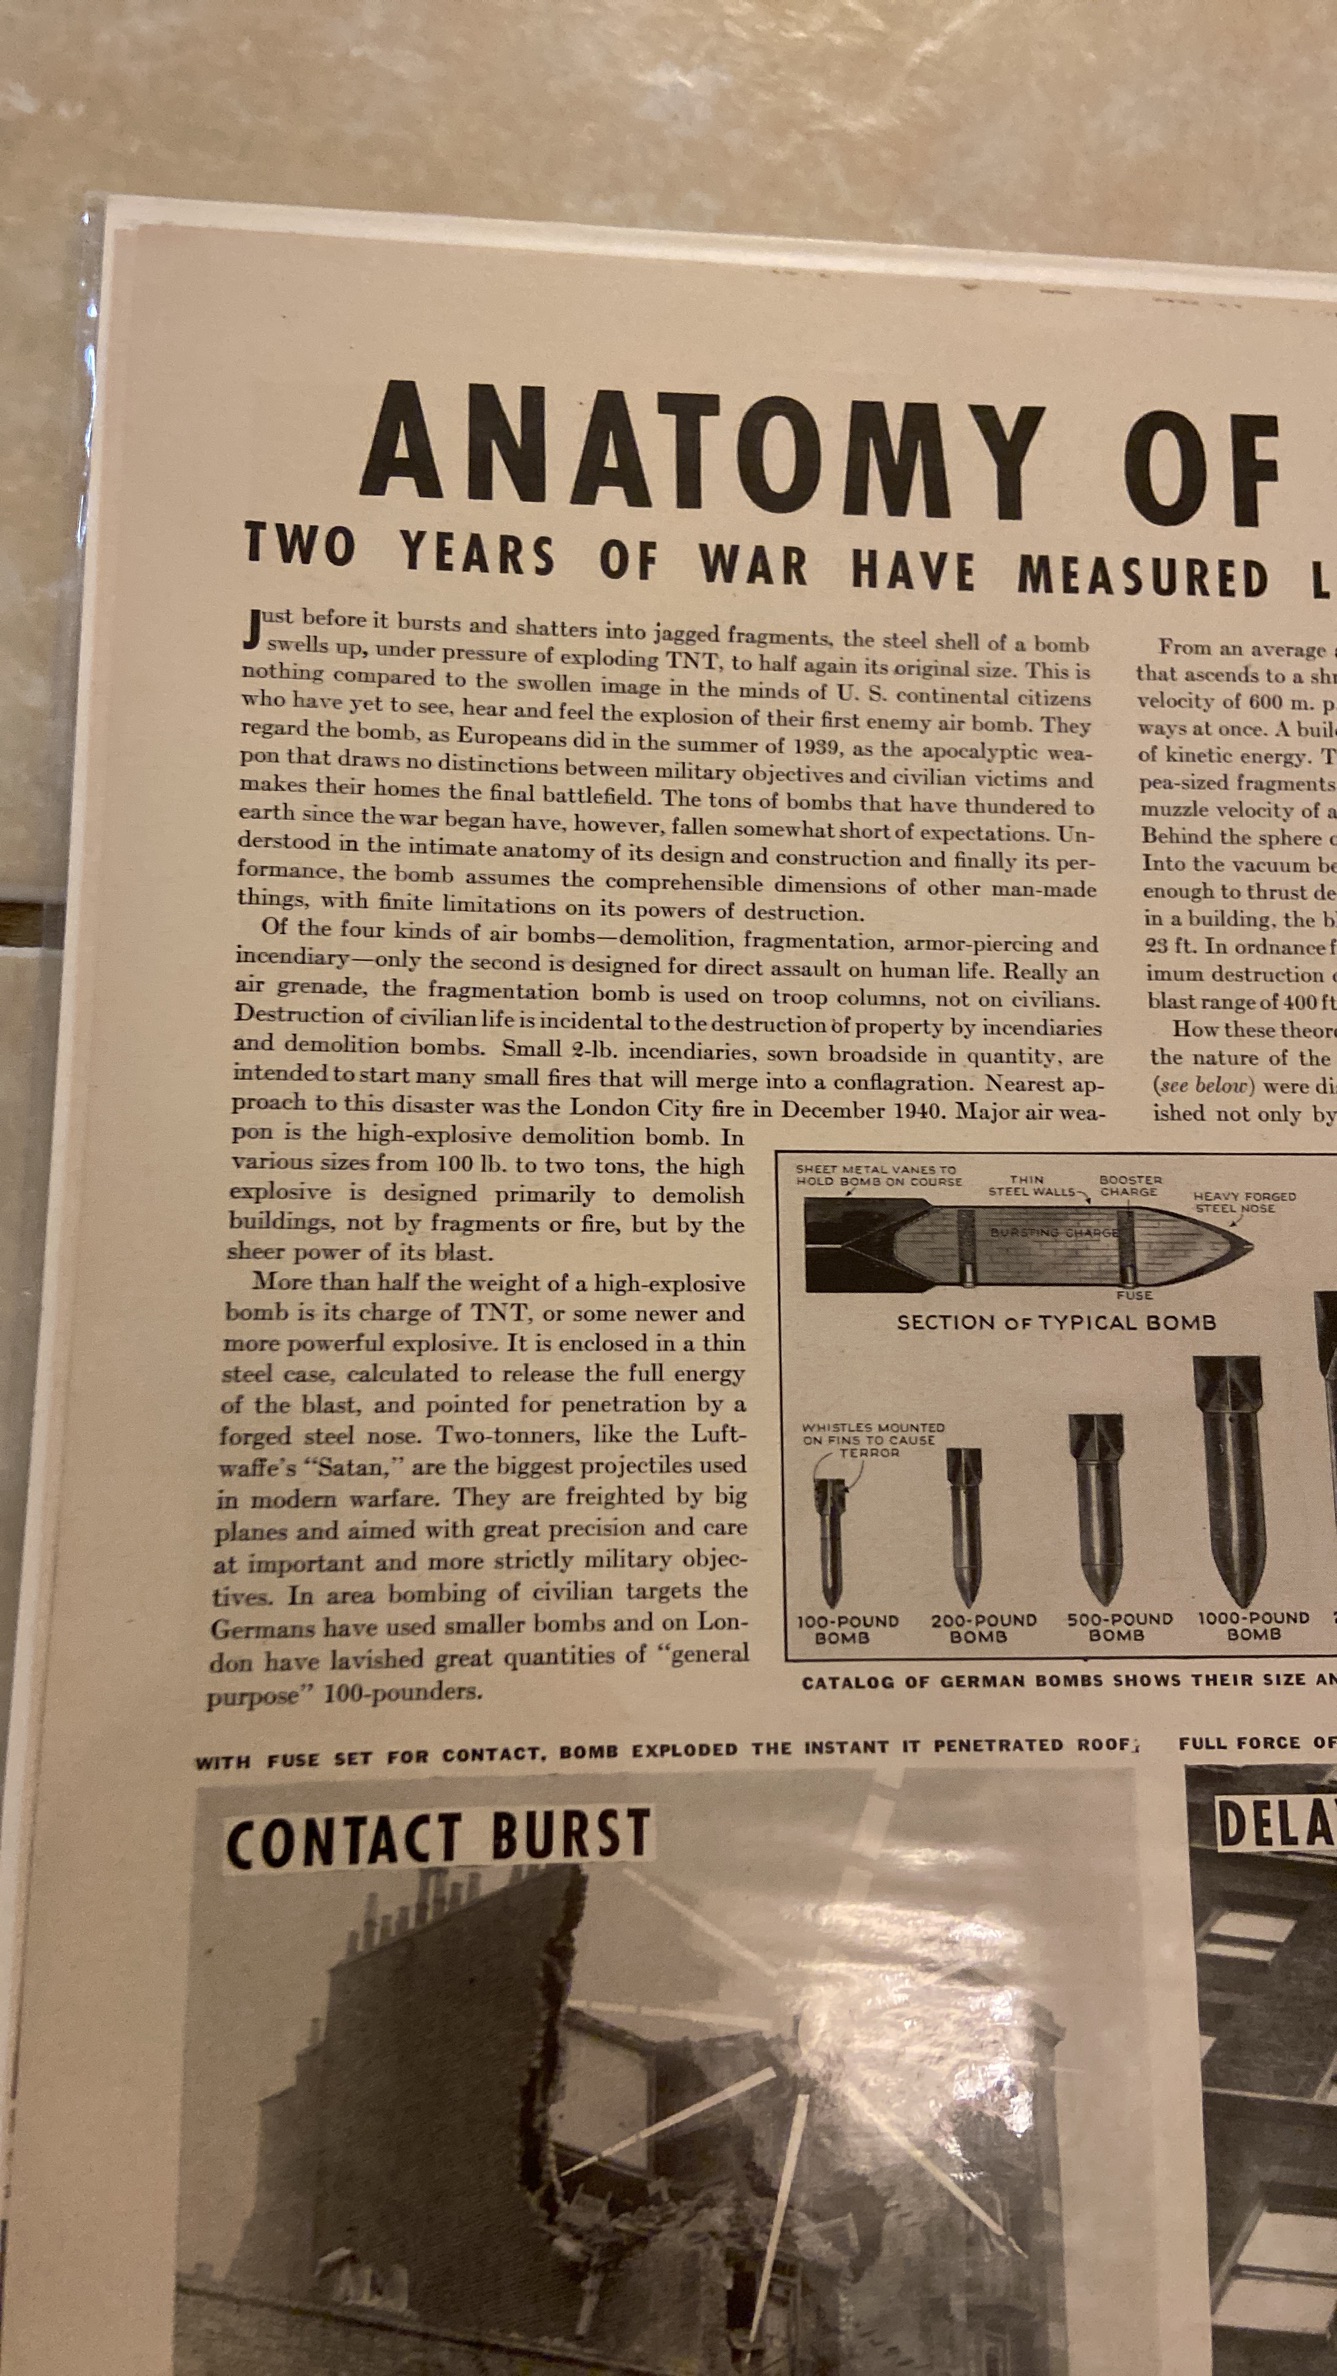 ANATOMY OF
TWO YEARS OF WAR HAVE MEASURED L
Just before it bursts and shatters into jagged fragments, the steel shell of a bomb
swells up, under pressure of exploding TNT, to half again its original size. This is
nothing compared to the swollen image in the minds of U. S. continental citizens
who have yet to see, hear and feel the explosion of their first enemy air bomb. They
regard the bomb, as Europeans did in the summer of 1939, as the apocalyptic wea-
pon that draws no distinctions between military objectives and civilian victims and
makes their homes the final battlefield. The tons of bombs that have thundered to
earth since the war began have, however, fallen somewhat short of expectations. Un-
derstood in the intimate anatomy of its design and construction and finally its per-
formance, the bomb assumes the comprehensible dimensions of other man-made
things, with finite limitations on its powers of destruction.
Of the four kinds of air bombs—demolition, fragmentation, armor-piercing and
incendiary—only the second is designed for direct assault on human life. Really an
air grenade, the fragmentation bomb is used on troop columns, not on civilians.
Destruction of civilian life is incidental to the destruction of property by incendiaries
and demolition bombs. Small 2-lb. incendiaries, sown broadside in quantity, are
intended to start many small fires that will merge into a conflagration. Nearest ap-
proach to this disaster was the London City fire in December 1940. Major air wea-
pon is the high-explosive demolition bomb. In
various sizes from 100 lb. to two tons, the high
explosive is designed primarily to demolish
buildings, not by fragments or fire, but by the
sheer power of its blast.
More than half the weight of a high-explosive
bomb is its charge of TNT, or some newer and
more powerful explosive. It is enclosed in a thin
steel case, calculated to release the full energy
of the blast, and pointed for penetration by a
forged steel nose. Two-tonners, like the Luft-
waffe's "Satan," are the biggest projectiles used
in modern warfare. They are freighted by big
planes and aimed with great precision and care
at important and more strictly military objec-
tives. In area bombing of civilian targets the
Germans have used smaller bombs and on Lon-
don have lavished great quantities of "general
purpose" 100-pounders.
From an average
that ascends to a
velocity of 600 m. p.
ways at once. A
of kinetic energy.
pea-sized fragments
muzzle velocity of a
Behind the sphere
Into the vacuum
enough to thrust
in a building, the
23 ft. In ordnance
imum destruction
blast range of 400 ft
How these
the nature of the
(see below) were
ished not only by
SHEET METAL VANES TO
HOLD BOMB ON COURSE
THIN
STEEL WALLS
BOOSTER
CHARGE
HEAVY FORGED
STEEL NOSE
BURSTING CHARGE
FUSE
SECTION OF TYPICAL BOMB
WHISTLES MOUNTED
ON FINS TO CAUSE
TERROR
100-POUND
BOMB
200-POUND
BOMB
500-POUND
BOMB
1000-POUND
BOMB
CATALOG OF GERMAN BOMBS SHOWS THEIR SIZE
WITH FUSE SET FOR CONTACT, BOMB EXPLODED THE INSTANT IT PENETRATED ROOF;
FULL FORCE OF
CONTACT BURST
DELA